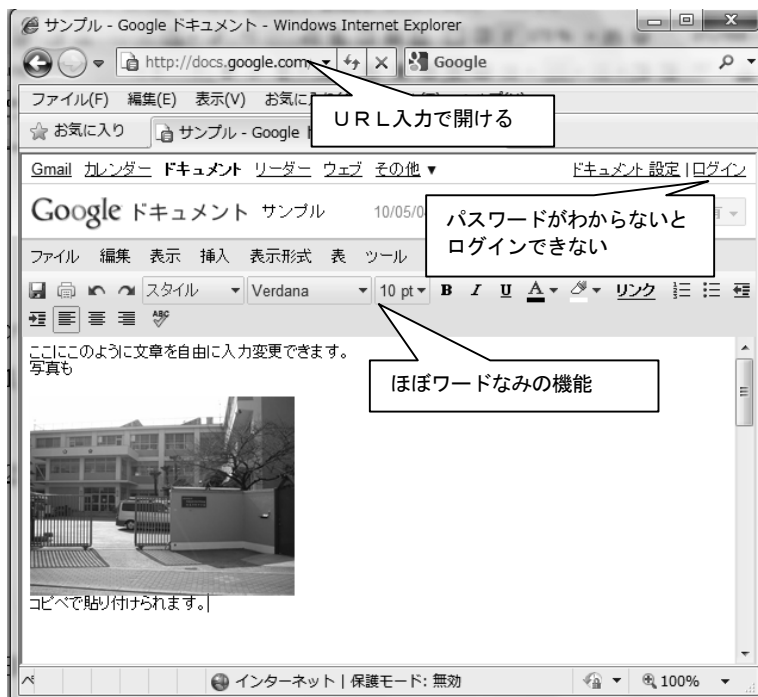 サンプル - Google ドキュメント - Windows Internet Explorer
http://docs.google.com
Google
ファイル(F) 編集(E) 表示(V) お気に入
URL入力で開ける
お気に入り
サンプル - Google
Gmail カレンダー ドキュメント リーダー ウェブ その他 ▼
ドキュメント 設定 | ログイン
Google ドキュメント サンプル 10/05/0
パスワードがわからないと
ログインできない
ファイル 編集 表示 挿入 表示形式 表 ツール
スタイル Verdana 10 pt B I U A リンク
ABC
ほぼワードなみの機能
ここにこのように文章を自由に入力変更できます。
写真も
コピペで貼り付けられます。
ペ
インターネット | 保護モード: 無効
100%